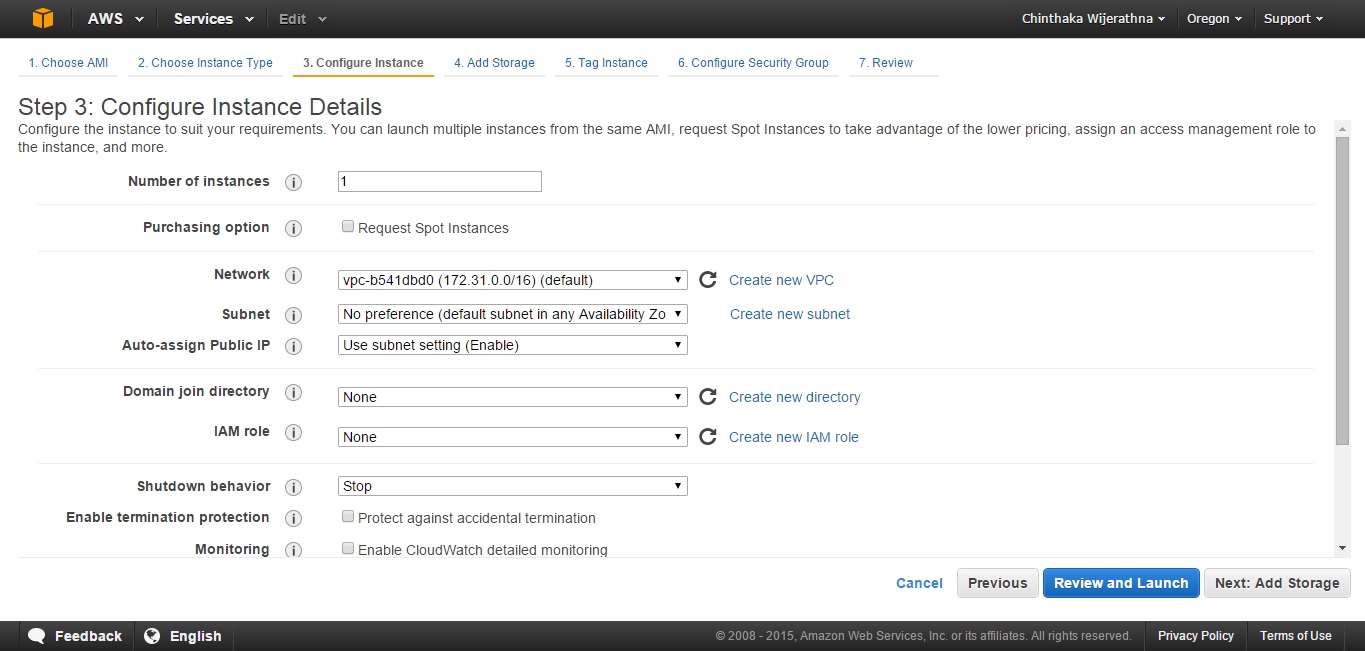 AWS Services Edit Chinthaka Wijerathna Oregon Support
1. Choose AMI 2. Choose Instance Type 3. Configure Instance 4. Add Storage 5. Tag Instance 6. Configure Security Group 7. Review
Step 3: Configure Instance Details
Configure the instance to suit your requirements. You can launch multiple instances from the same AMI, request Spot Instances to take advantage of the lower pricing, assign an access management role to
the instance, and more.
Number of instances i 1
Purchasing option i Request Spot Instances
Network i vpc-b541dbd0 (172.31.0.0/16) (default) Create new VPC
Subnet i No preference (default subnet in any Availability Zo Create new subnet
Auto-assign Public IP i Use subnet setting (Enable)
Domain join directory i None Create new directory
IAM role i None Create new IAM role
Shutdown behavior i Stop
Enable termination protection i Protect against accidental termination
Monitoring i Enable CloudWatch detailed monitoring
Cancel Previous Review and Launch Next: Add Storage
Feedback English © 2008 - 2015, Amazon Web Services, Inc. or its affiliates. All rights reserved. Privacy Policy Terms of Use